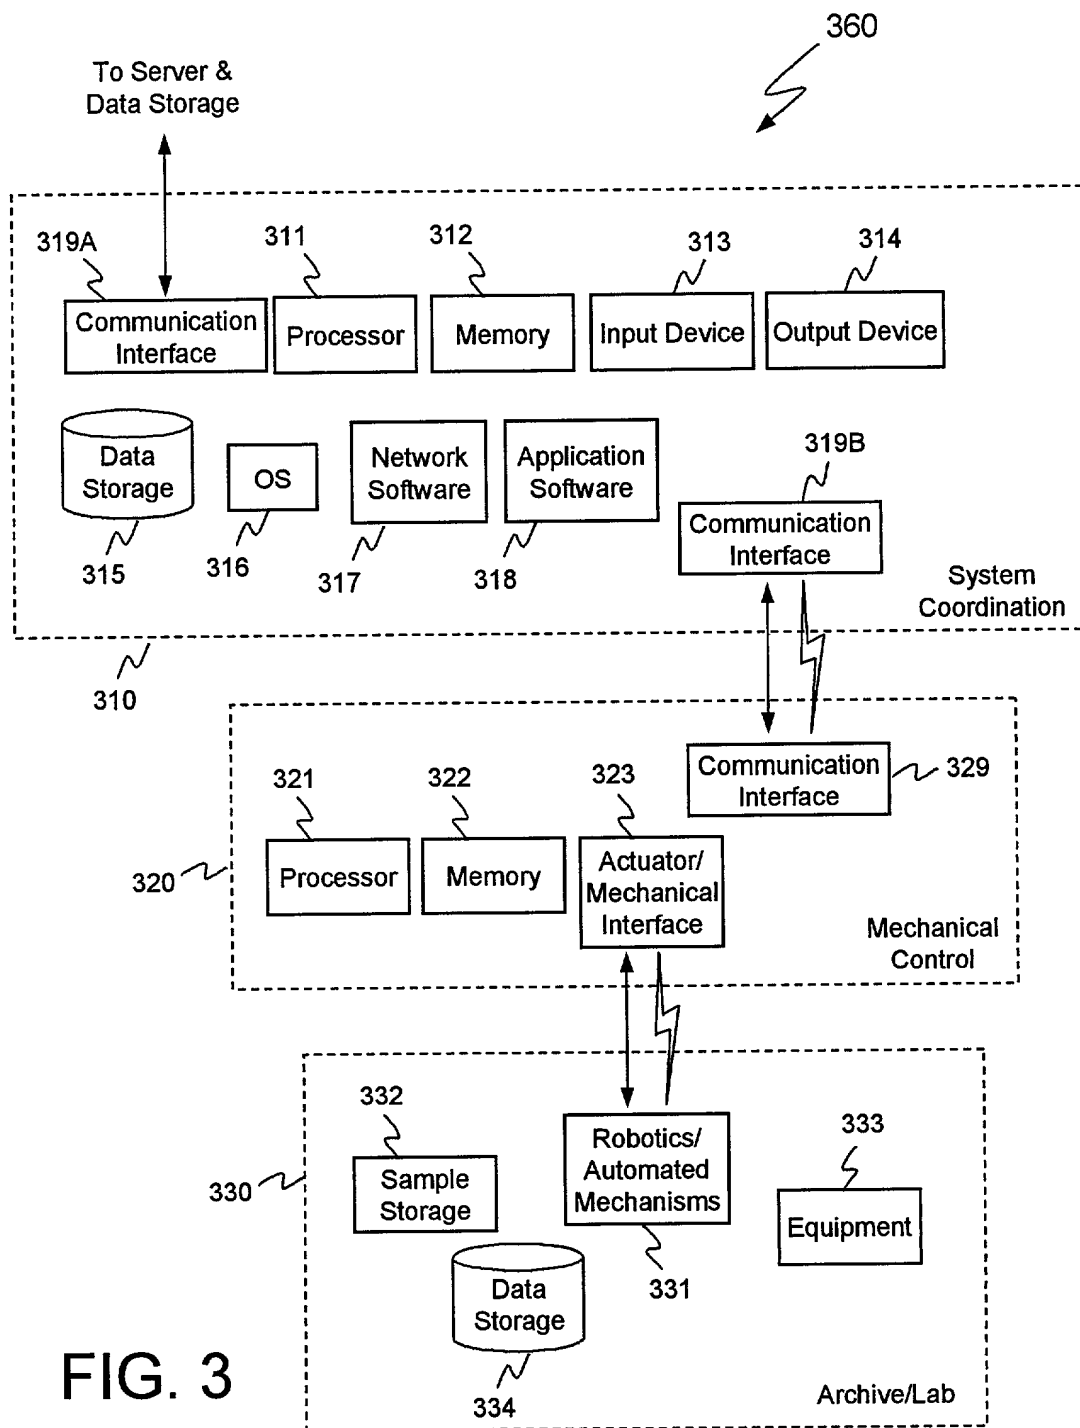 360
To Server &
Data Storage
319A
311
312
313
314
Communication
Interface
Processor
Memory
Input Device
Output Device
Data
Storage
OS
Network
Software
Application
Software
319B
Communication
Interface
315
316
317
318
System
Coordination
310
Communication
Interface
329
321
322
323
320
Processor
Memory
Actuator/
Mechanical
Interface
Mechanical
Control
332
333
330
Sample
Storage
Robotics/
Automated
Mechanisms
Equipment
331
Data
Storage
334
Archive/Lab
FIG. 3